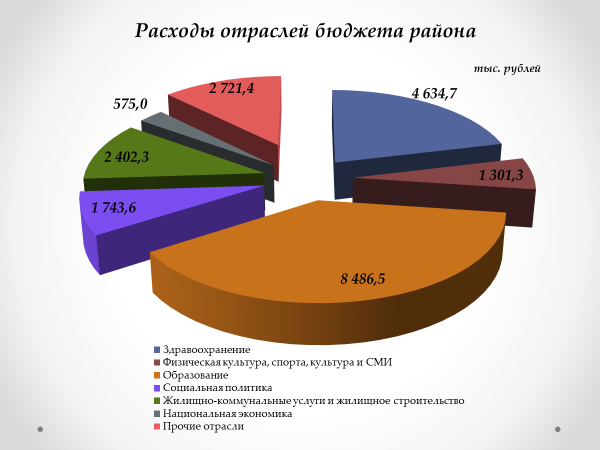 Расходы отраслей бюджета района
тыс. рублей
2 721,4
4 634,7
575,0
2 402,3
1 301,3
1 743,6
8 486,5
Здравоохранение
Физическая культура, спорта, культура и СМИ
Образование
Социальная политика
Жилищно-коммунальные услуги и жилищное строительство
Национальная экономика
Прочие отрасли